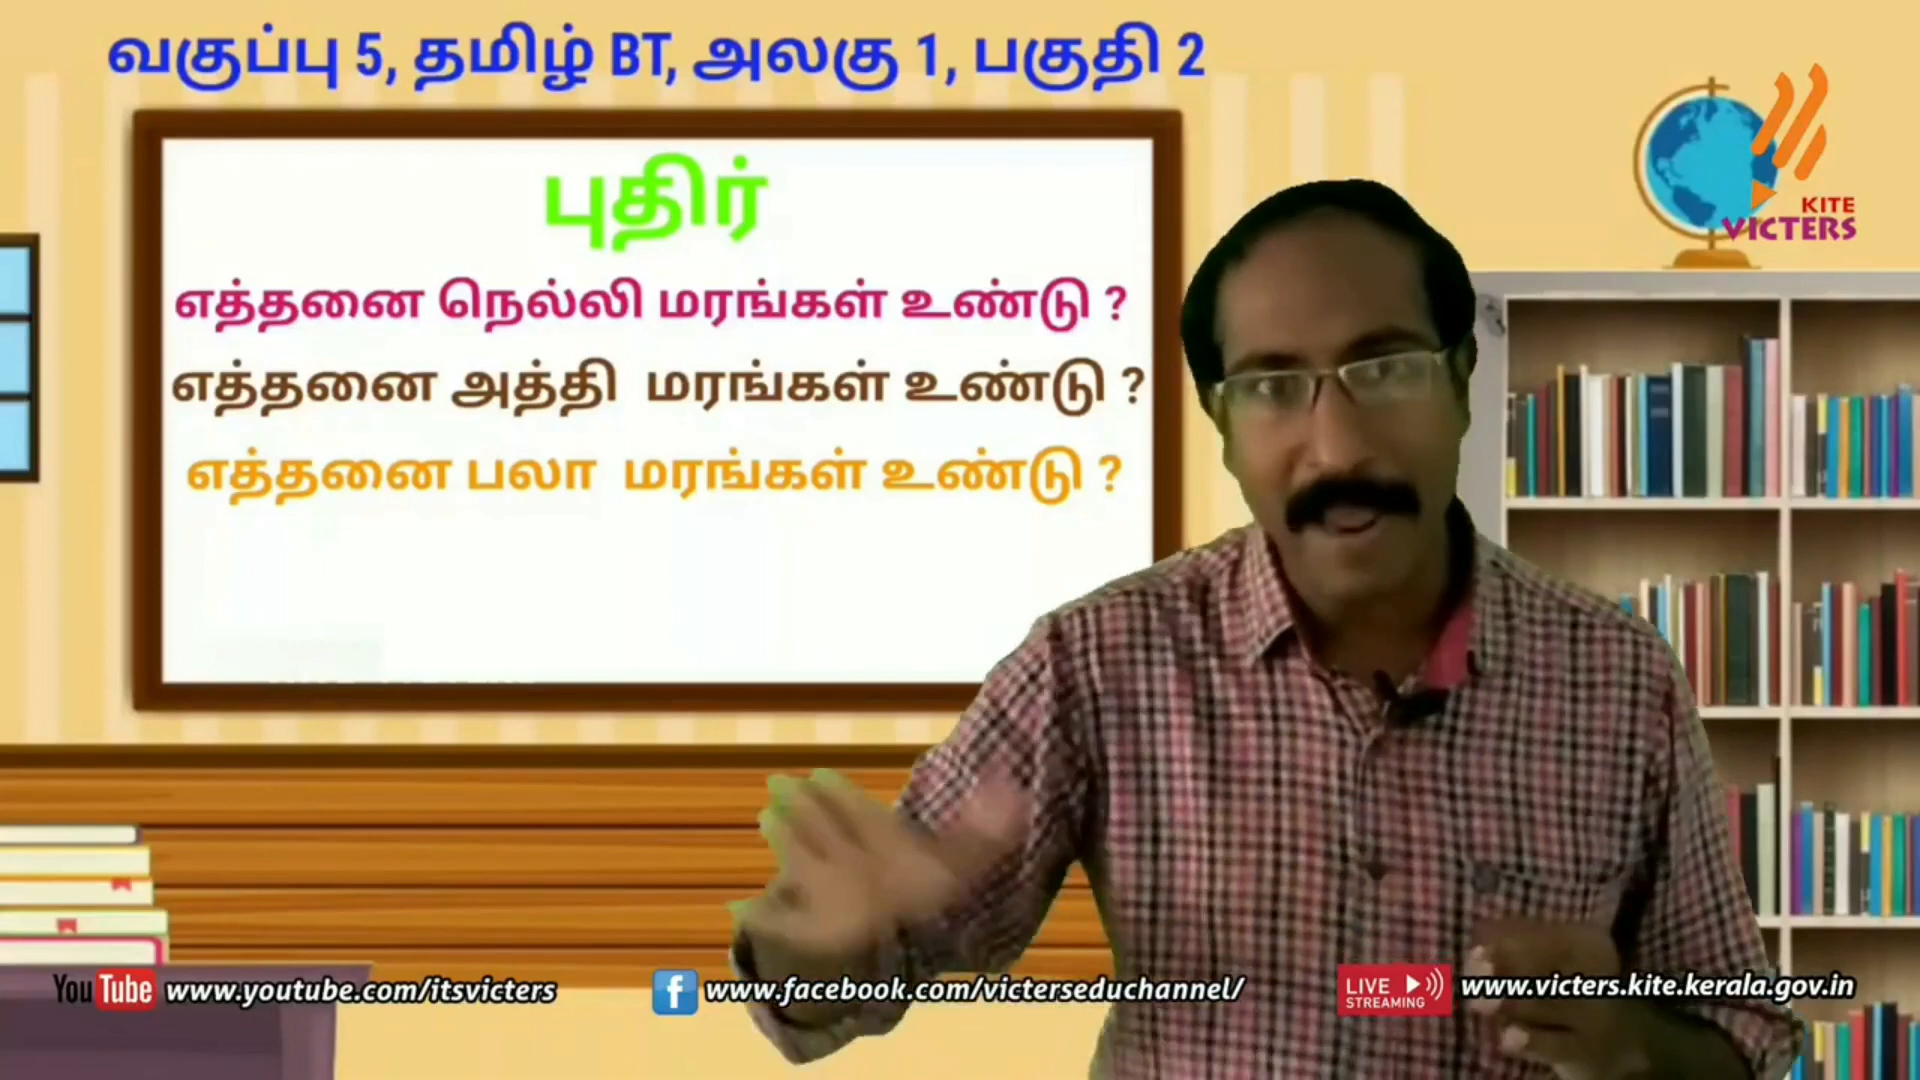 வகுப்பு 5, தமிழ் BT, அலகு 1, பகுதி 2
KITE
VICTERS
புதிர்
எத்தனை நெல்லி மரங்கள் உண்டு ?
எத்தனை அத்தி மரங்கள் உண்டு ?
எத்தனை பலா மரங்கள் உண்டு ?
YouTube www.youtube.com/itsvicters
f www.facebook.com/victerseduchannel/
LIVE STREAMING www.victers.kite.kerala.gov.in